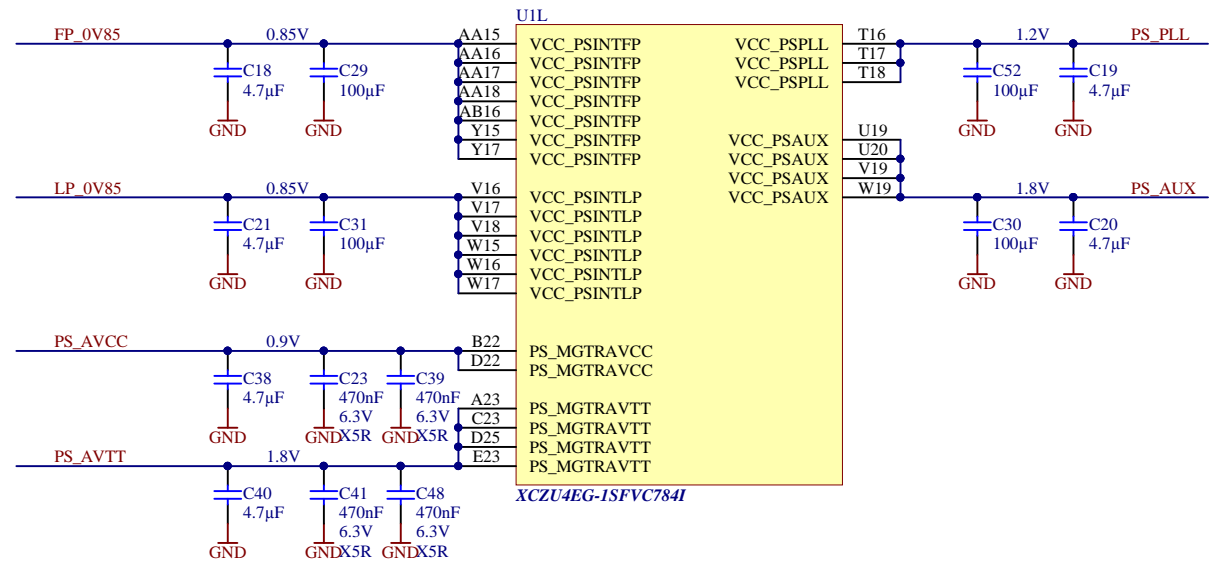 U1L
FP_0V85 0.85V AA15 VCC_PSINTFP VCC_PSPLL T16 1.2V PS_PLL
AA16 VCC_PSINTFP VCC_PSPLL T17
C18 C29 AA17 VCC_PSINTFP VCC_PSPLL T18 C52 C19
4.7µF 100µF AA18 VCC_PSINTFP 100µF 4.7µF
AB16 VCC_PSINTFP
GND GND Y15 VCC_PSINTFP VCC_PSAUX U19 GND GND
Y17 VCC_PSINTFP VCC_PSAUX U20
VCC_PSAUX V19
LP_0V85 0.85V V16 VCC_PSINTLP VCC_PSAUX W19 1.8V PS_AUX
V17 VCC_PSINTLP
C21 C31 V18 VCC_PSINTLP C30 C20
4.7µF 100µF W15 VCC_PSINTLP 100µF 4.7µF
W16 VCC_PSINTLP
GND GND W17 VCC_PSINTLP GND GND
PS_AVCC 0.9V B22 PS_MGTRAVCC
D22 PS_MGTRAVCC
C38 C23 C39
4.7µF 470nF 470nF
A23 PS_MGTRAVTT
6.3V 6.3V
C23 PS_MGTRAVTT
GND GND X5R GND X5R
D25 PS_MGTRAVTT
PS_AVTT 1.8V E23 PS_MGTRAVTT
C40 C41 C48 XCZU4EG-1SFVC784I
4.7µF 470nF 470nF
6.3V 6.3V
GND GND X5R GND X5R